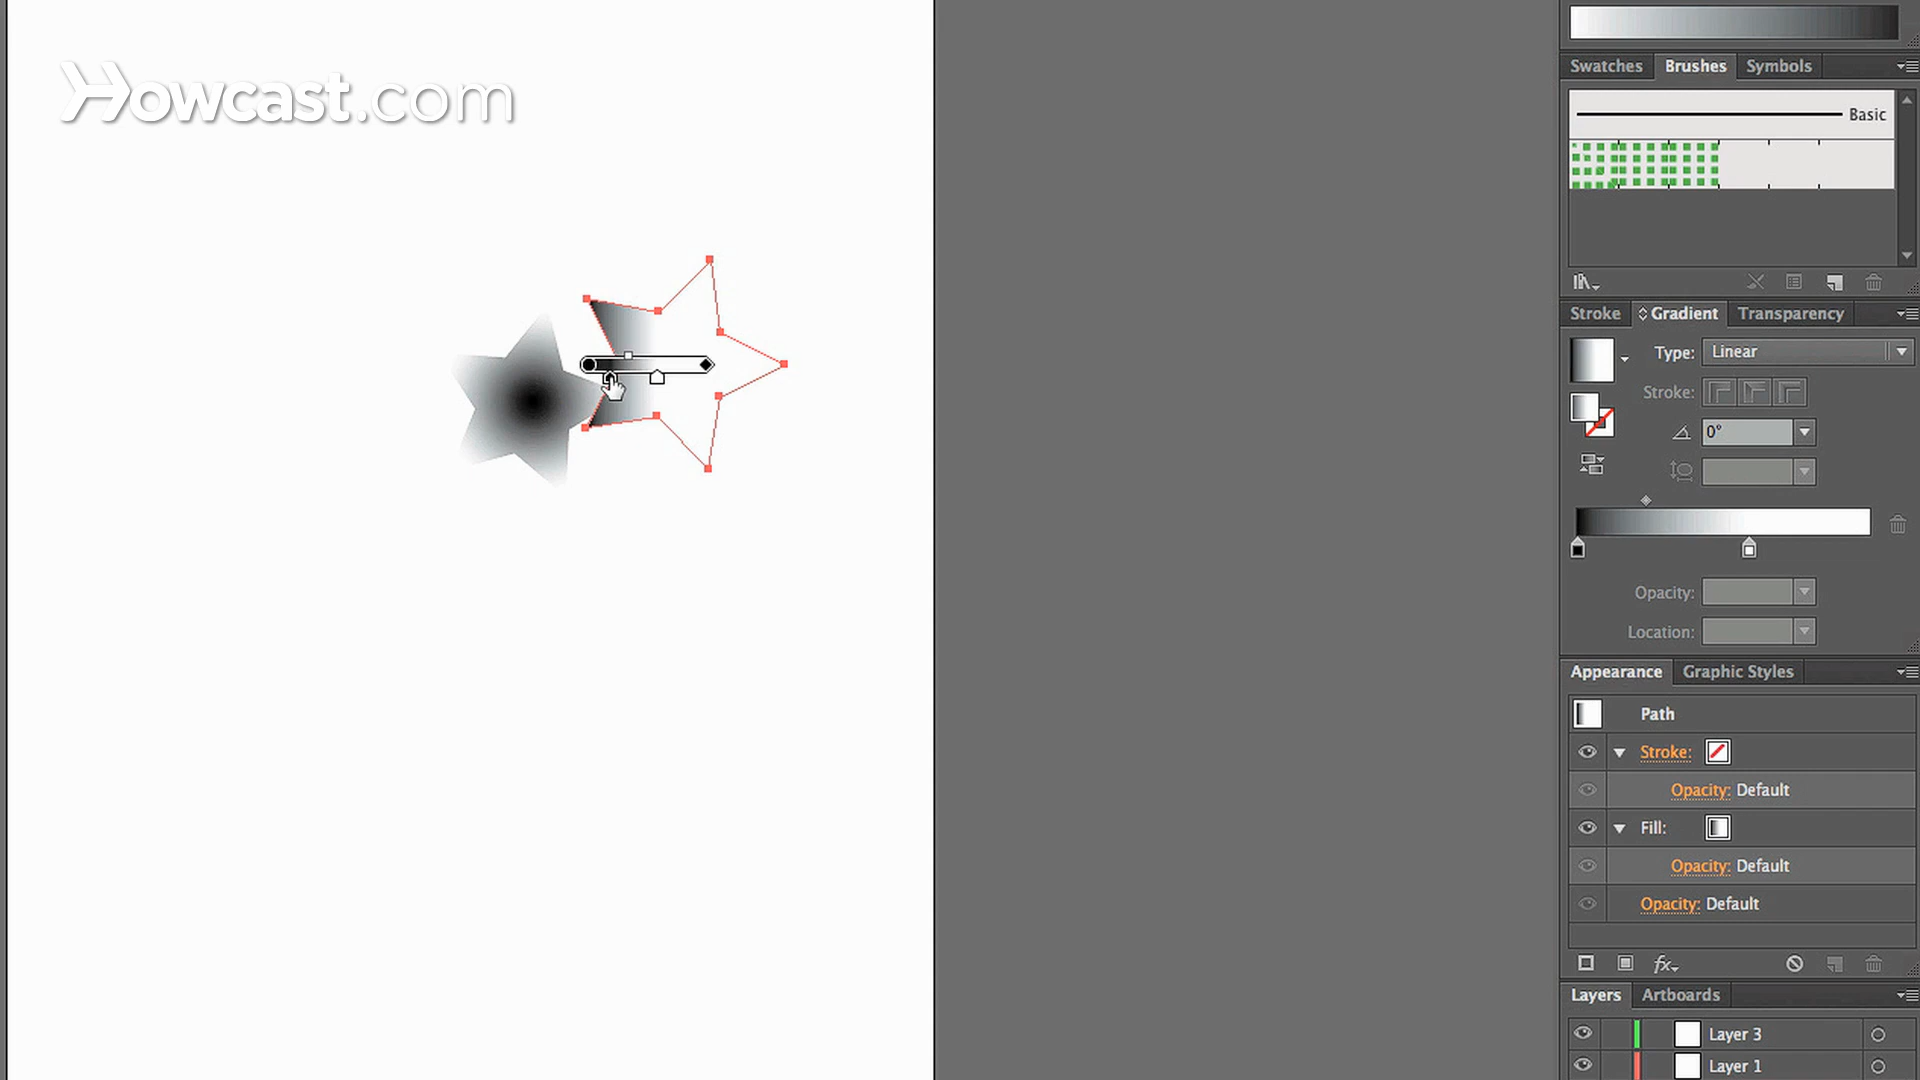 Howcast.com
Swatches Brushes Symbols
Basic
Stroke Gradient Transparency
Type: Linear
Stroke:
0°
Opacity:
Location:
Appearance Graphic Styles
Path
Stroke:
Opacity: Default
Fill:
Opacity: Default
Opacity: Default
fx
Layers Artboards
Layer 3
Layer 1